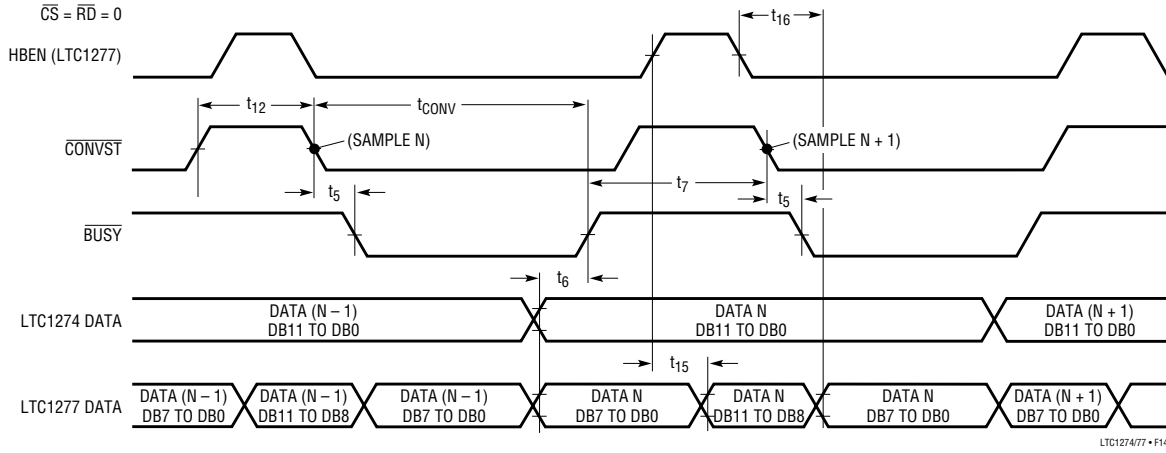 CS = RD = 0
t16
HBEN (LTC1277)
t12
tCONV
CONVST
(SAMPLE N)
(SAMPLE N + 1)
t5
t7
t5
BUSY
t6
LTC1274 DATA
DATA (N – 1)
DB11 TO DB0
DATA N
DB11 TO DB0
DATA (N + 1)
DB11 TO DB0
t15
LTC1277 DATA
DATA (N – 1)
DB7 TO DB0
DATA (N – 1)
DB11 TO DB8
DATA (N – 1)
DB7 TO DB0
DATA N
DB7 TO DB0
DATA N
DB11 TO DB8
DATA N
DB7 TO DB0
DATA (N + 1)
DB7 TO DB0
LTC1274/77 • F14